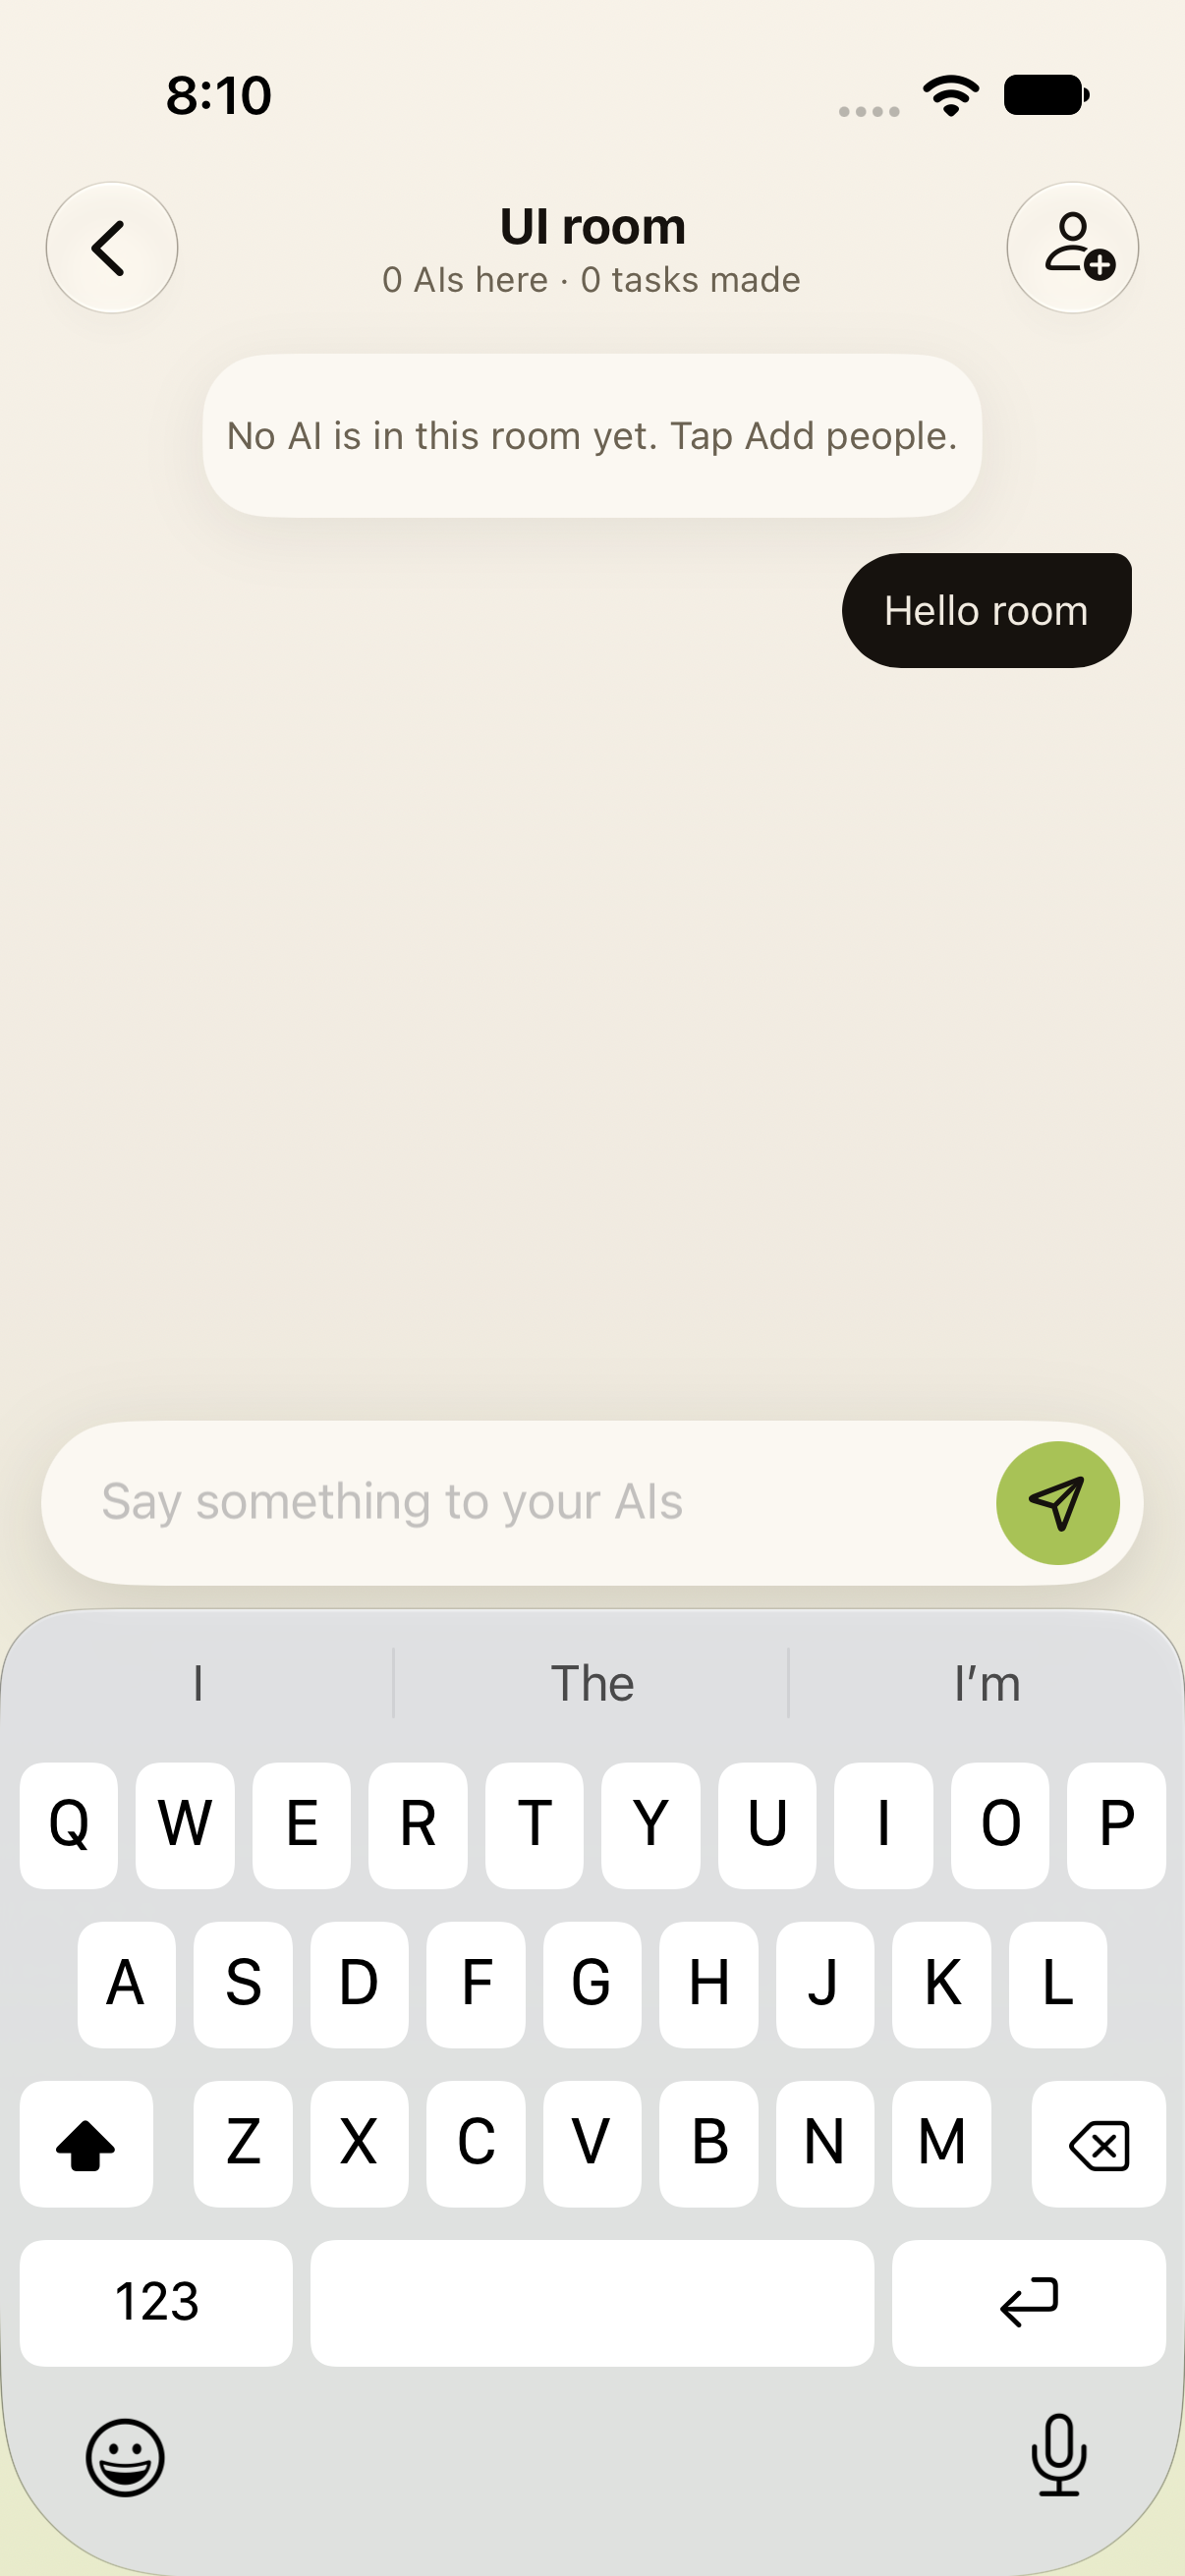 8:10
UI room
0 AIs here · 0 tasks made
No AI is in this room yet. Tap Add people.
Hello room
Say something to your AIs
I The I’m
Q W E R T Y U I O P
A S D F G H J K L
Z X C V B N M
123